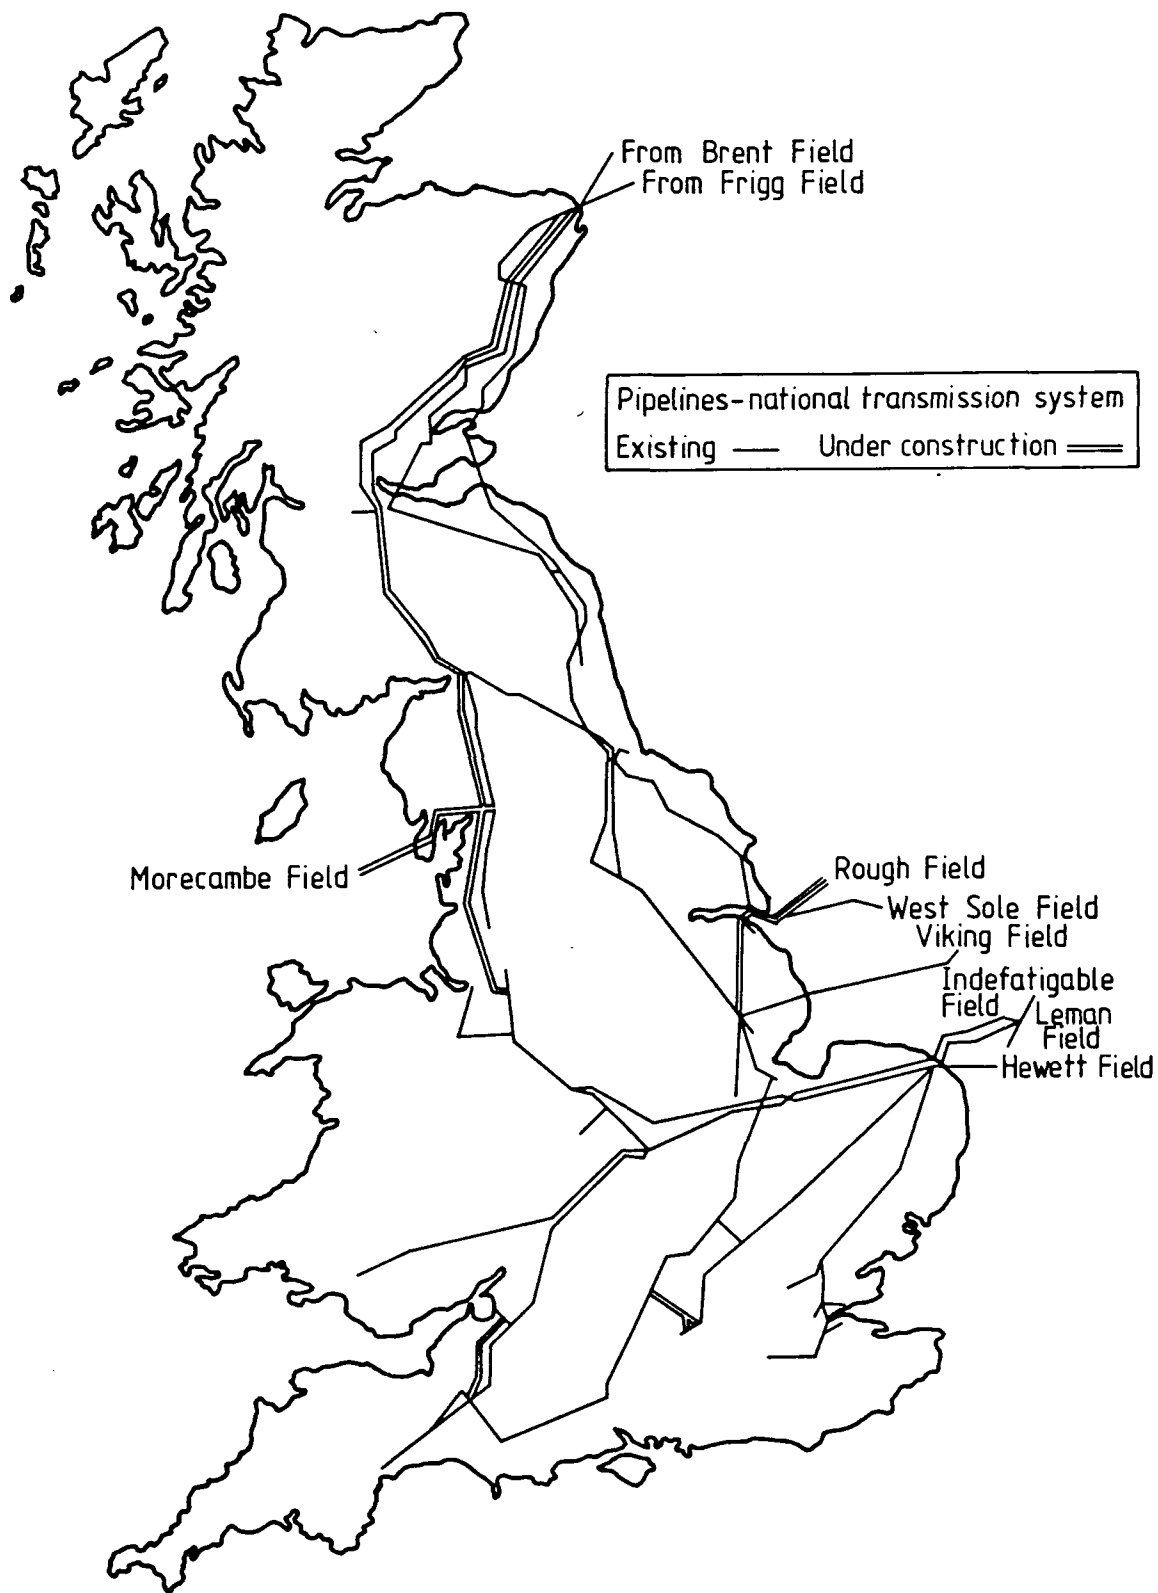 From Brent Field
From Frigg Field
Pipelines-national transmission system
Existing — Under construction
Morecambe Field
Rough Field
West Sole Field
Viking Field
Indefatigable
Field
Leman
Field
Hewett Field